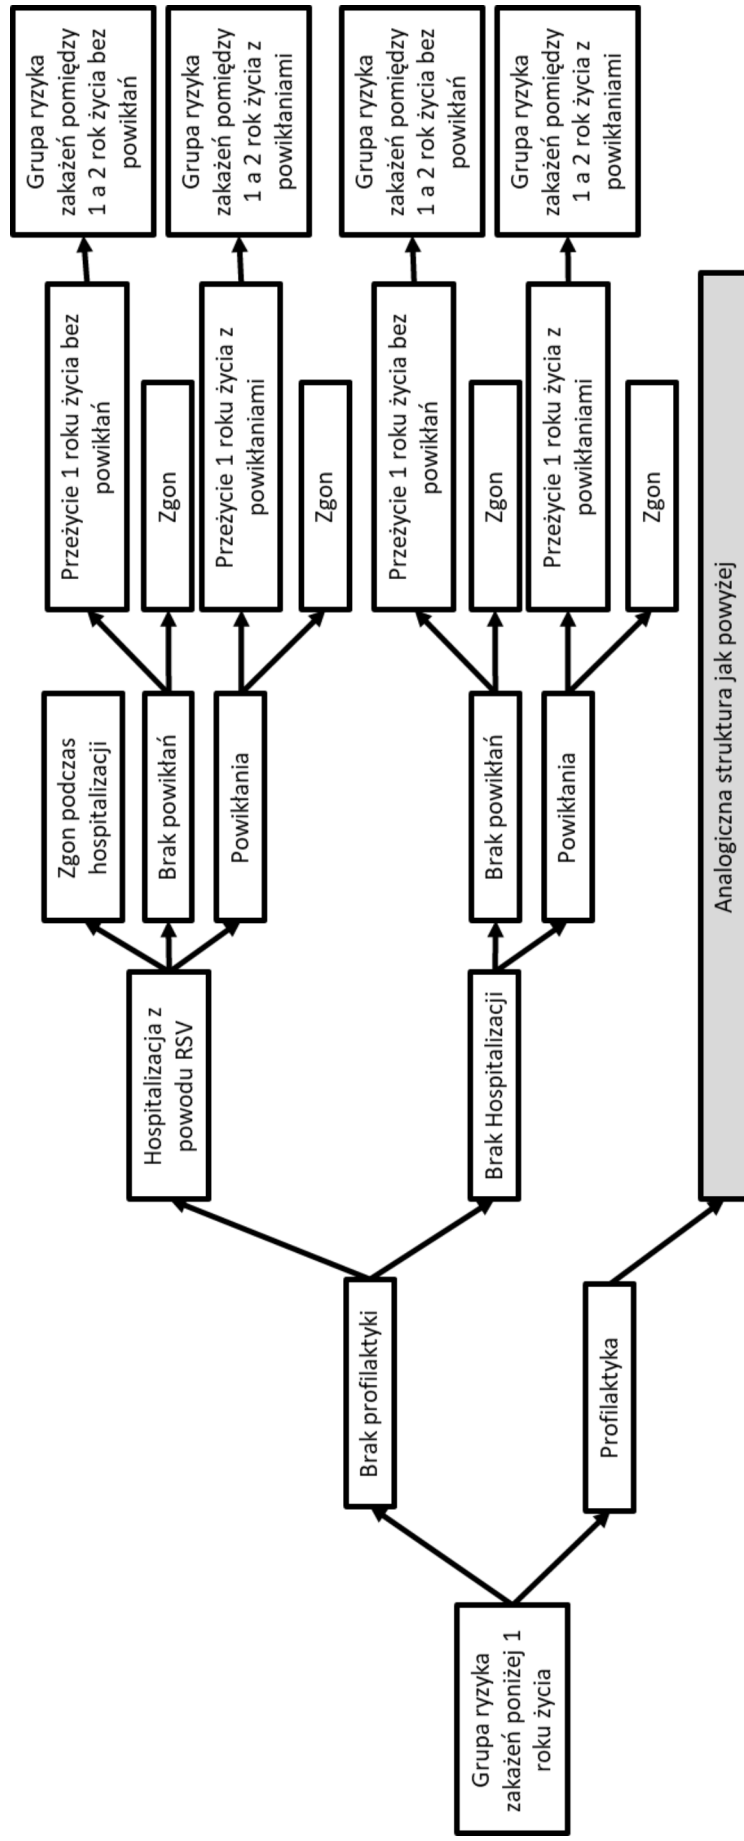 Grupa ryzyka
zakażeń poniżej 1
roku życia
Brak profilaktyki
Profilaktyka
Hospitalizacja z
powodu RSV
Brak Hospitalizacji
Zgon podczas
hospitalizacji
Brak powikłań
Powikłania
Brak powikłań
Powikłania
Przeżycie 1 roku życia bez
powikłań
Zgon
Przeżycie 1 roku życia z
powikłaniami
Zgon
Przeżycie 1 roku życia bez
powikłań
Zgon
Przeżycie 1 roku życia z
powikłaniami
Zgon
Grupa ryzyka
zakażeń pomiędzy
1 a 2 rok życia bez
powikłań
Grupa ryzyka
zakażeń pomiędzy
1 a 2 rok życia z
powikłaniami
Grupa ryzyka
zakażeń pomiędzy
1 a 2 rok życia bez
powikłań
Grupa ryzyka
zakażeń pomiędzy
1 a 2 rok życia z
powikłaniami
Analogiczna struktura jak powyżej